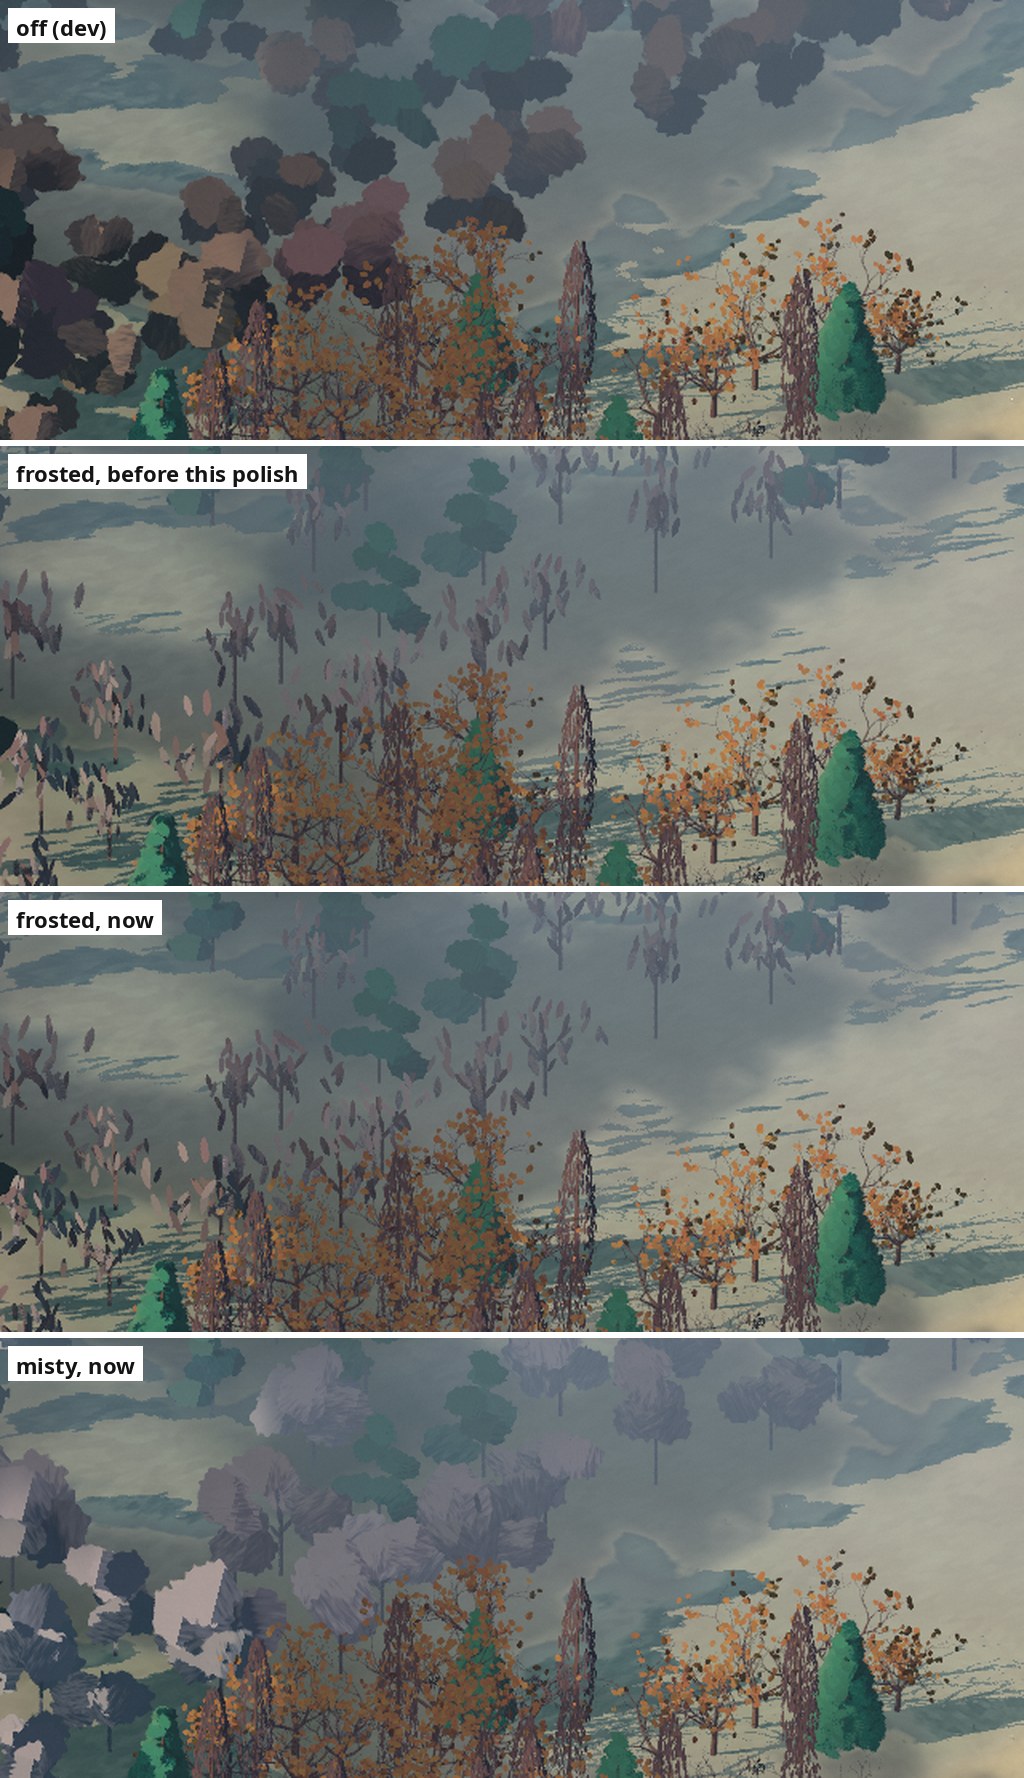 off (dev)
frosted, before this polish
frosted, now
misty, now